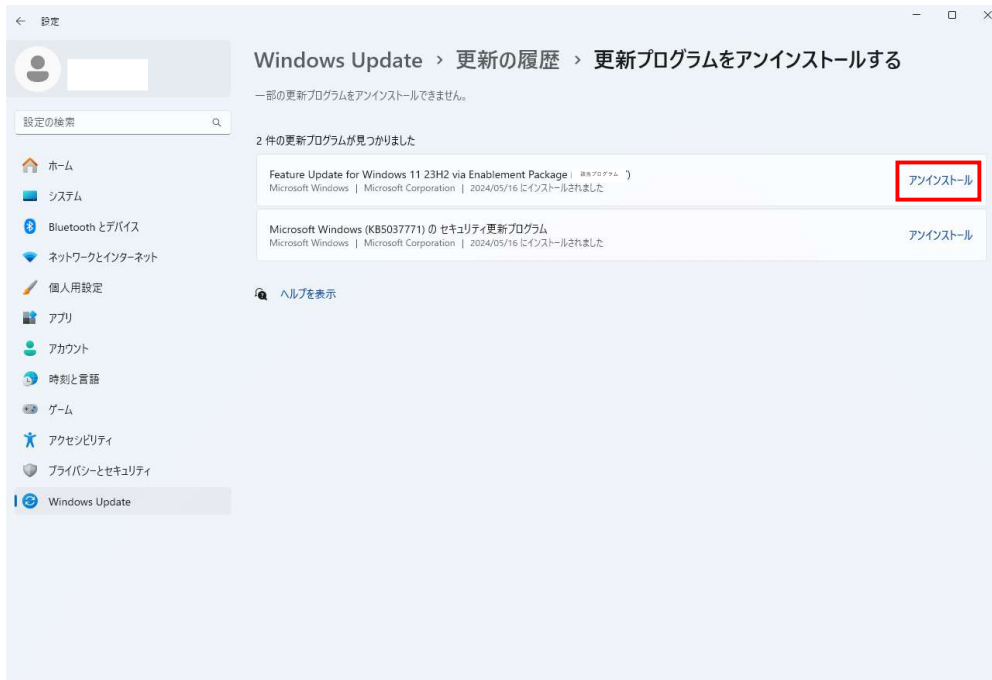 設定
Windows Update › 更新の履歴 › 更新プログラムをアンインストールする
一部の更新プログラムをアンインストールできません。
設定の検索
2 件の更新プログラムが見つかりました
Feature Update for Windows 11 23H2 via Enablement Package( 該当プログラム ")
Microsoft Windows | Microsoft Corporation | 2024/05/16 にインストールされました
アンインストール
Microsoft Windows (KB5037771) の セキュリティ更新プログラム
Microsoft Windows | Microsoft Corporation | 2024/05/16 にインストールされました
アンインストール
ヘルプを表示
ホーム
システム
Bluetooth とデバイス
ネットワークとインターネット
個人用設定
アプリ
アカウント
時刻と言語
ゲーム
アクセシビリティ
プライバシーとセキュリティ
Windows Update